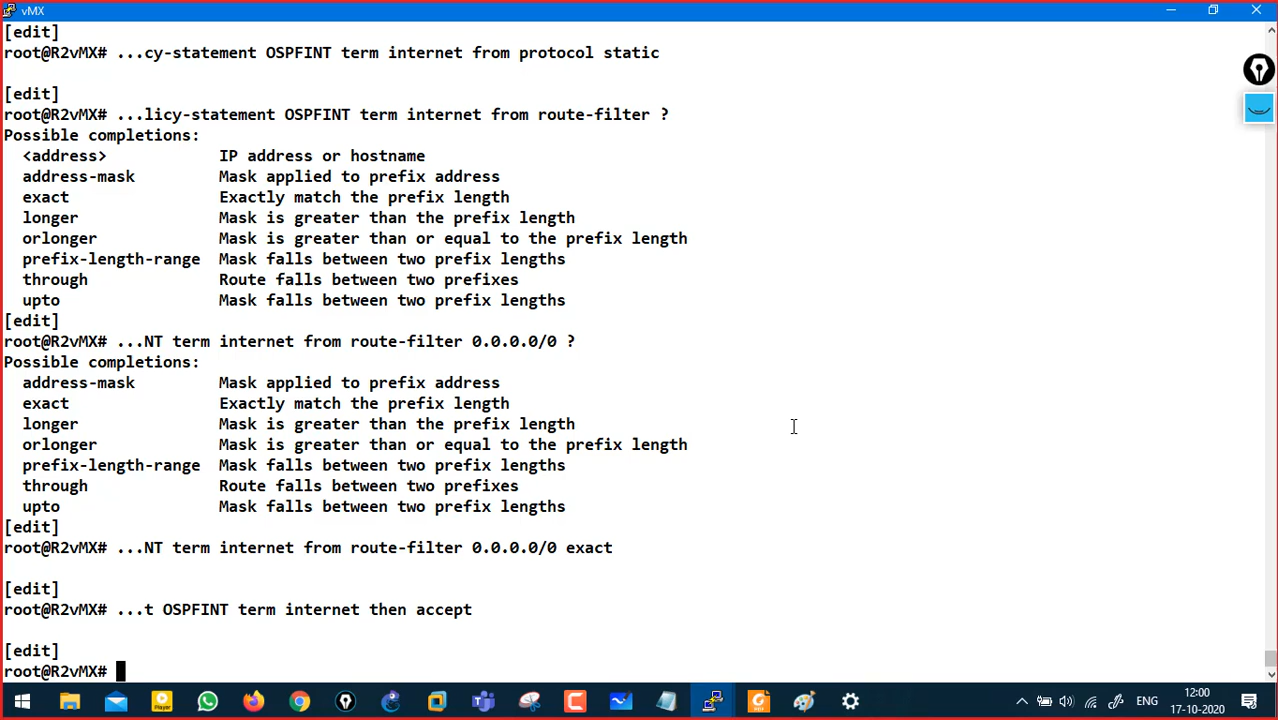 vMX
[edit]
root@R2vMX# ...cy-statement OSPFINT term internet from protocol static
[edit]
root@R2vMX# ...licy-statement OSPFINT term internet from route-filter ?
Possible completions:
<address> IP address or hostname
address-mask Mask applied to prefix address
exact Exactly match the prefix length
longer Mask is greater than the prefix length
orlonger Mask is greater than or equal to the prefix length
prefix-length-range Mask falls between two prefix lengths
through Route falls between two prefixes
upto Mask falls between two prefix lengths
[edit]
root@R2vMX# ...NT term internet from route-filter 0.0.0.0/0 ?
Possible completions:
address-mask Mask applied to prefix address
exact Exactly match the prefix length
longer Mask is greater than the prefix length
orlonger Mask is greater than or equal to the prefix length
prefix-length-range Mask falls between two prefix lengths
through Route falls between two prefixes
upto Mask falls between two prefix lengths
[edit]
root@R2vMX# ...NT term internet from route-filter 0.0.0.0/0 exact
[edit]
root@R2vMX# ...t OSPFINT term internet then accept
[edit]
root@R2vMX#
Player
PDF
ENG
12:00
17-10-2020